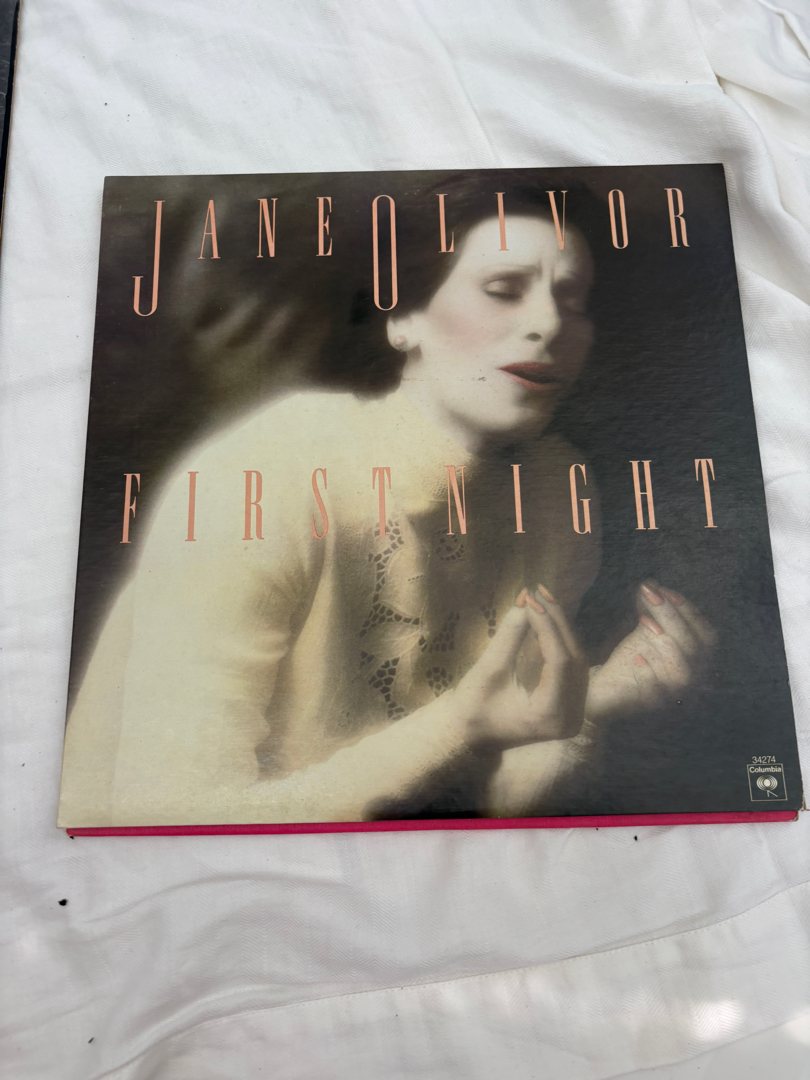 JANE OLIVOR
FIRST NIGHT
34274
Columbia